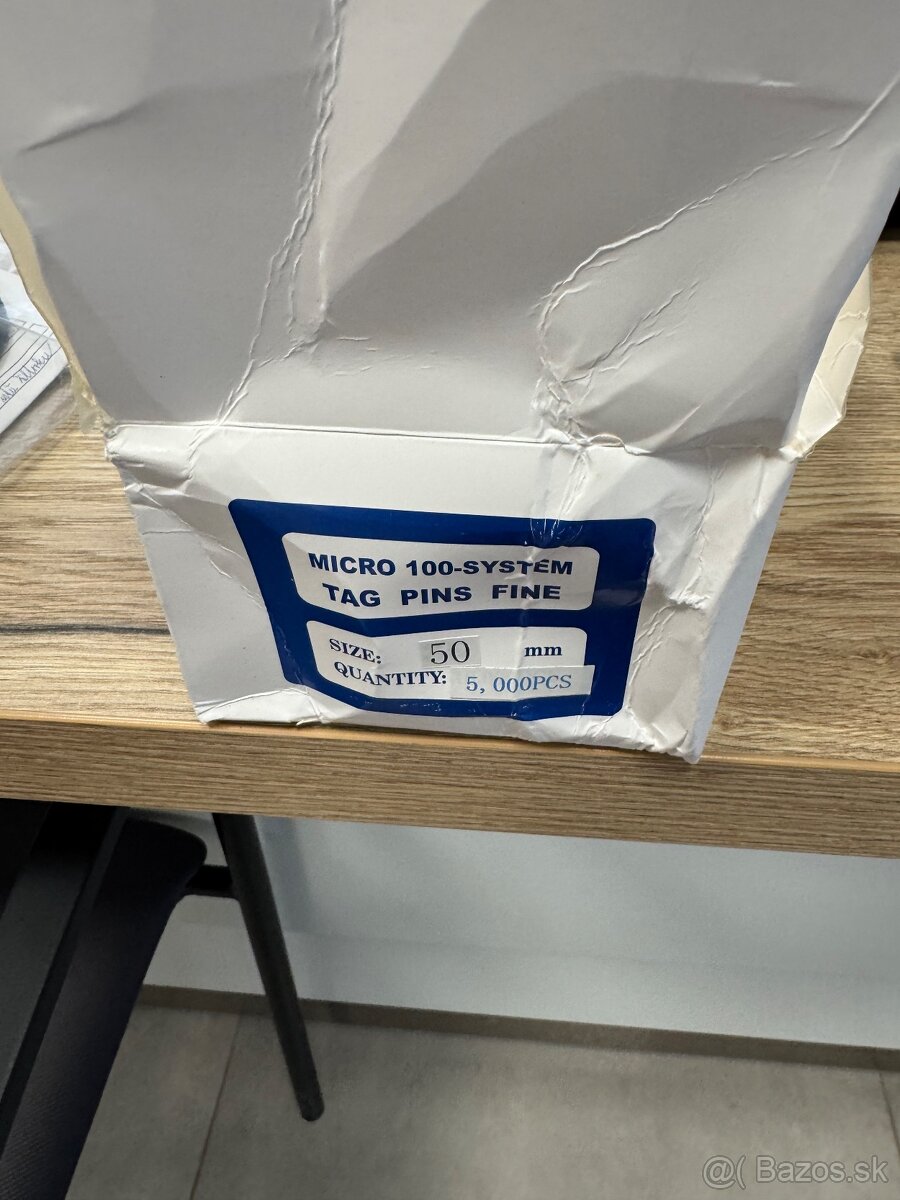 MICRO 100-SYSTEM
TAG PINS FINE
SIZE: 50 mm
QUANTITY: 5,000PCS
@( Bazos.sk